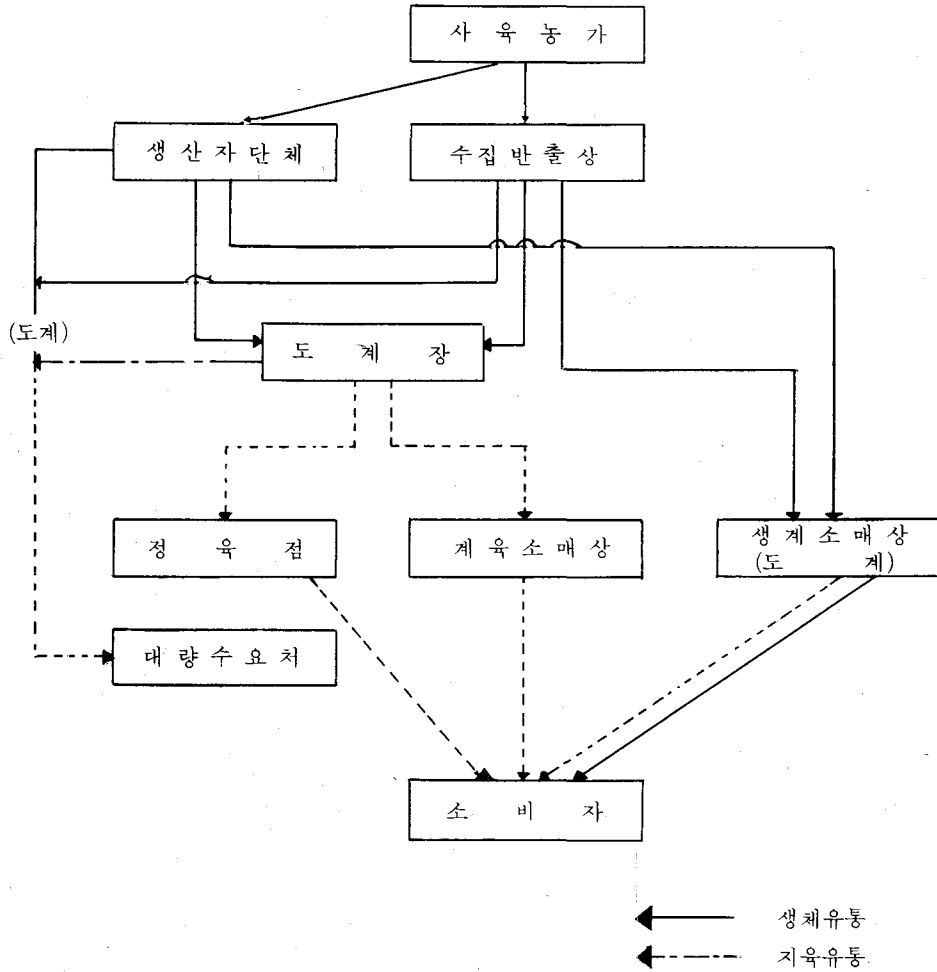 사육농가
생산자단체
수집반출상
(도계)
도계장
정육점
계육소매상
생계소매상
(도계)
대량수요처
소비자
생체유통
지육유통